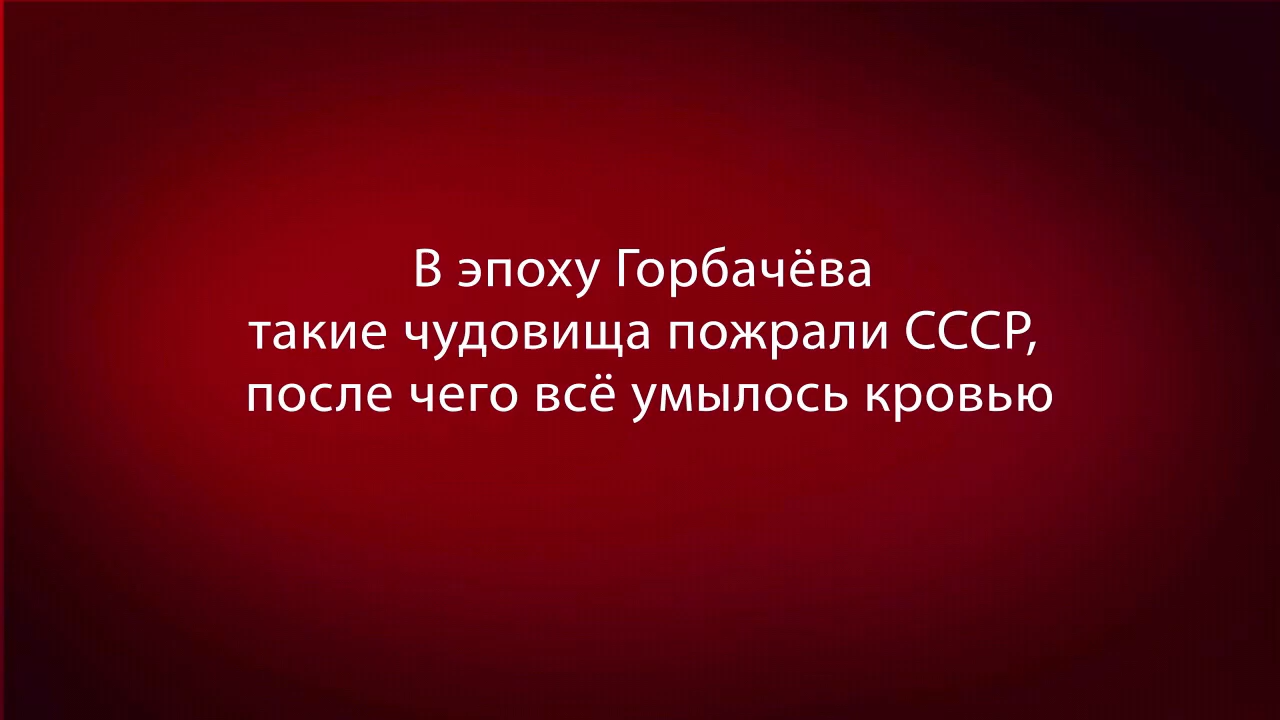 В эпоху Горбачёва
такие чудовища пожрали СССР,
после чего всё умылось кровью